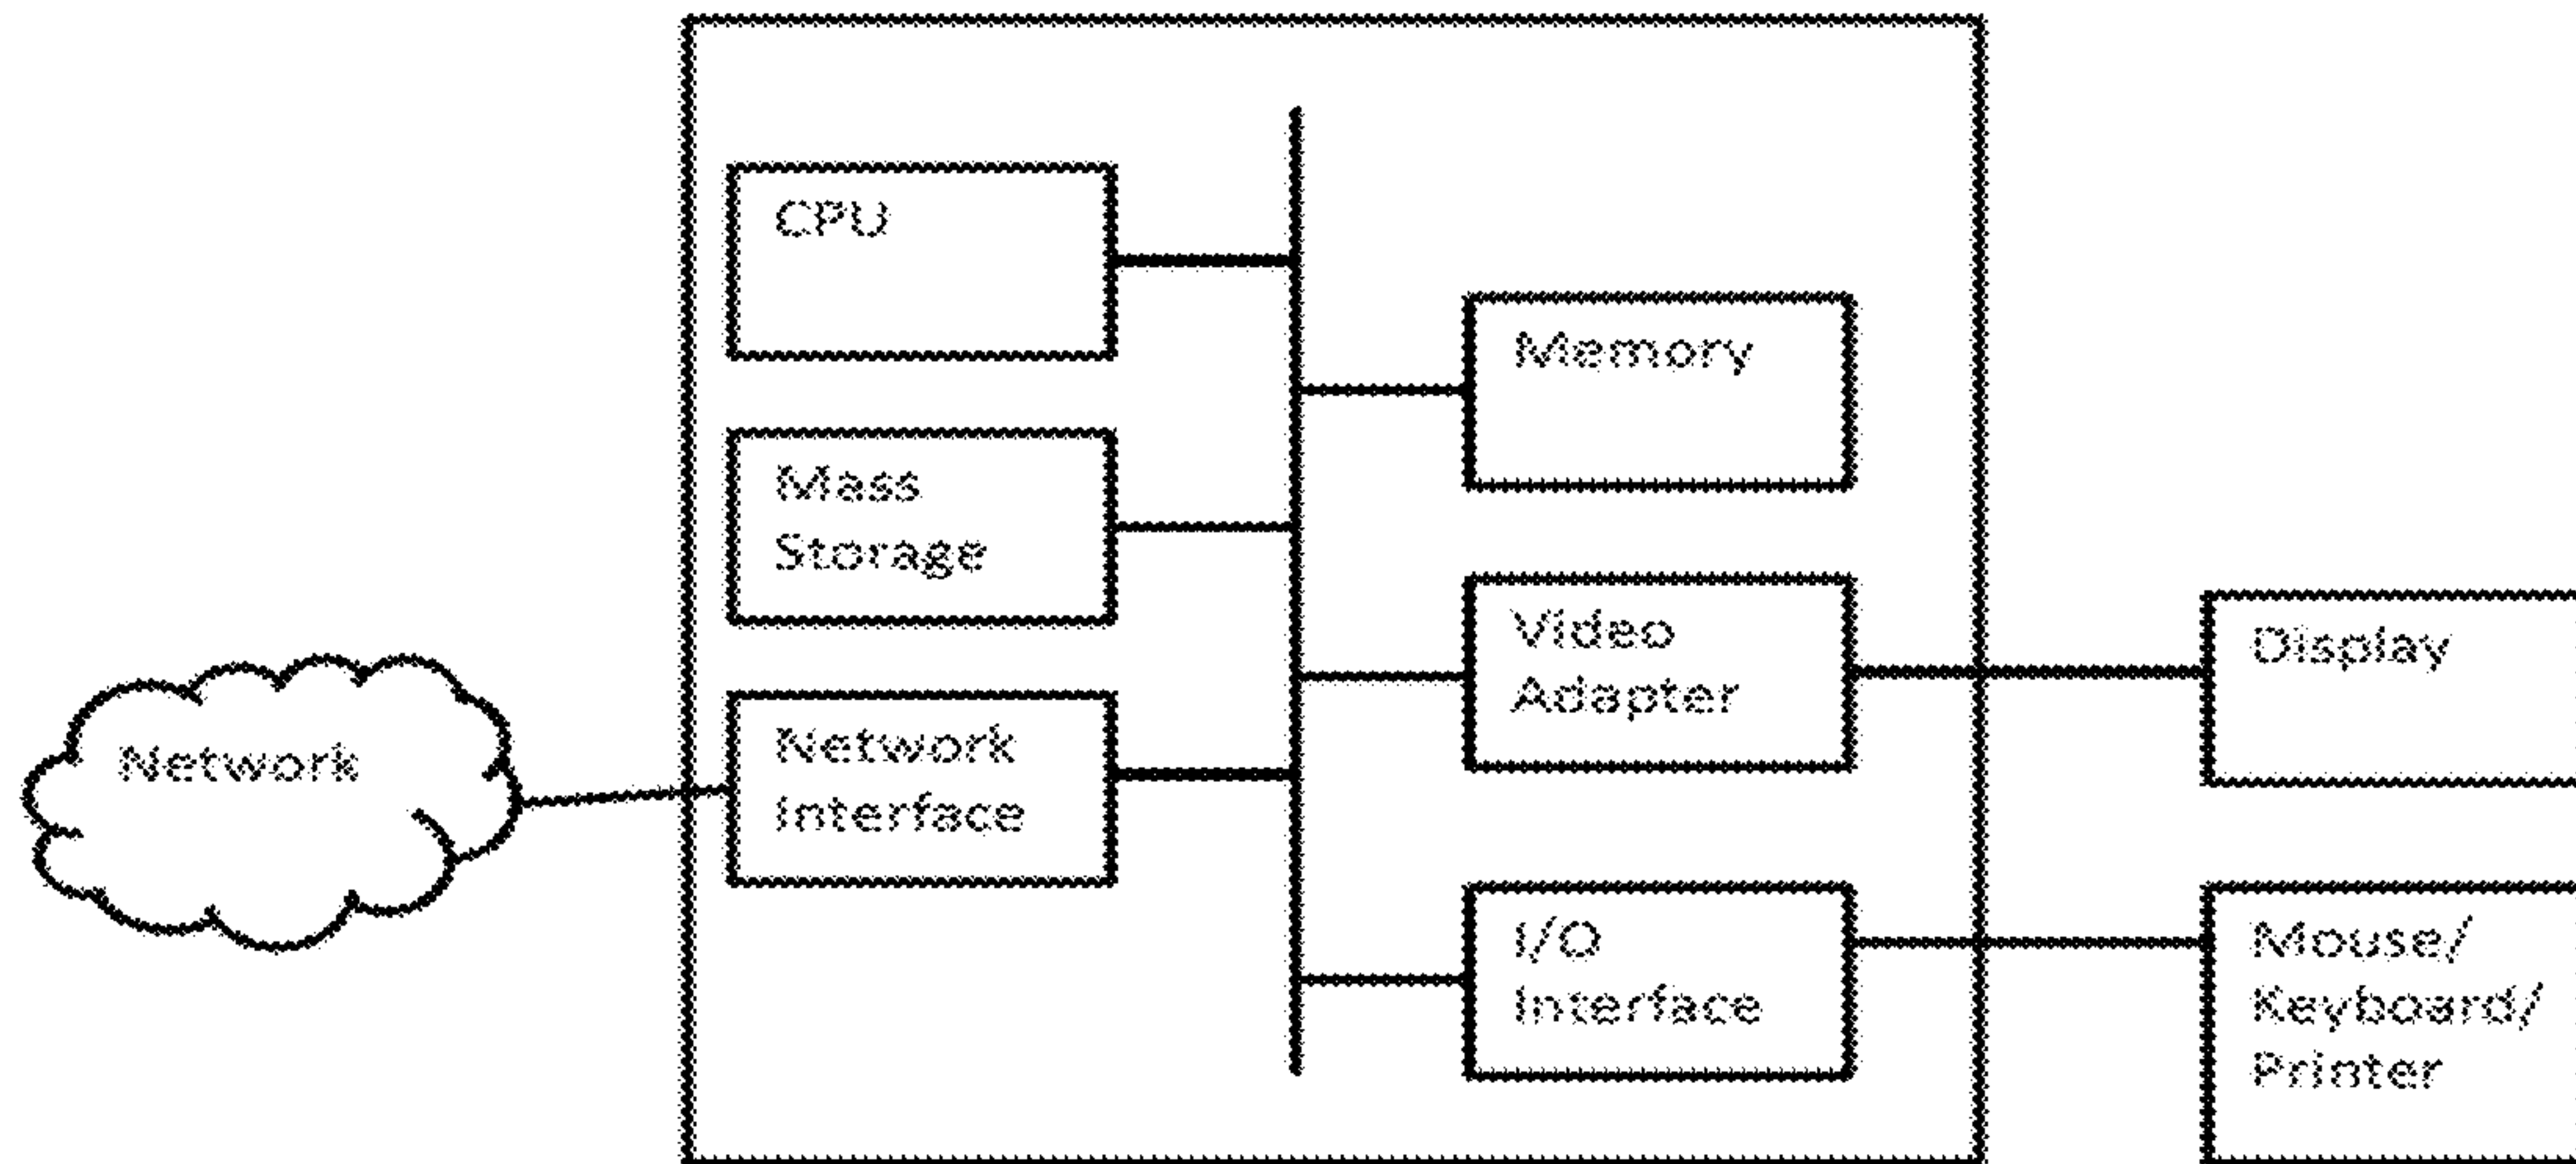 CPU
Memory
Mass
Storage
Video
Adapter
Display
Network
Network
Interface
I/O
Interface
Mouse/
Keyboard/
Printer